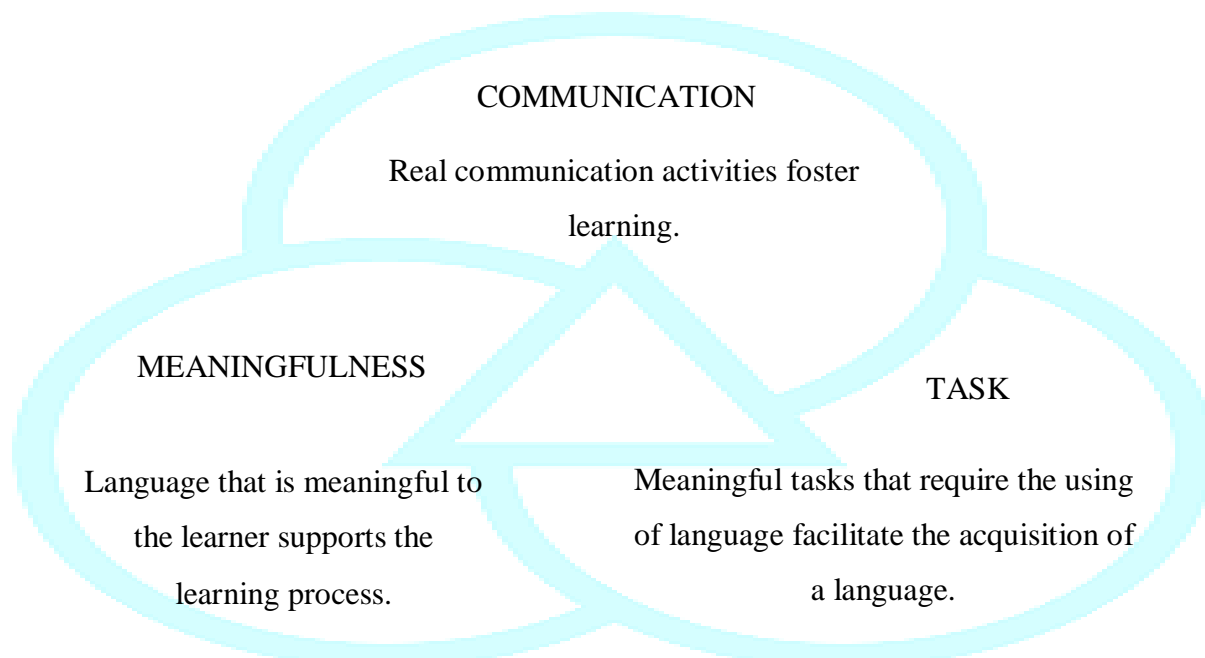 COMMUNICATION
Real communication activities foster
learning.
MEANINGFULNESS
Language that is meaningful to
the learner supports the
learning process.
TASK
Meaningful tasks that require the using
of language facilitate the acquisition of
a language.